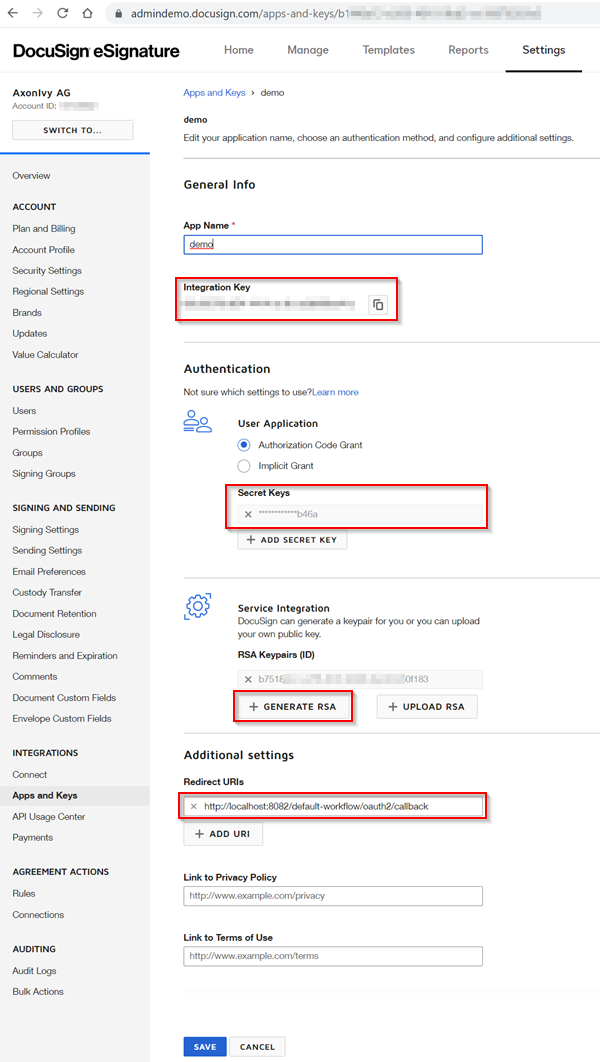 admindemo.docusign.com/apps-and-keys/b1
DocuSign eSignature
Home
Manage
Templates
Reports
Settings
AxonIvy AG
Account ID:
SWITCH TO...
Overview
ACCOUNT
Plan and Billing
Account Profile
Security Settings
Regional Settings
Brands
Updates
Value Calculator
USERS AND GROUPS
Users
Permission Profiles
Groups
Signing Groups
SIGNING AND SENDING
Signing Settings
Sending Settings
Email Preferences
Custody Transfer
Document Retention
Legal Disclosure
Reminders and Expiration
Comments
Document Custom Fields
Envelope Custom Fields
INTEGRATIONS
Connect
Apps and Keys
API Usage Center
Payments
AGREEMENT ACTIONS
Rules
Connections
AUDITING
Audit Logs
Bulk Actions
Apps and Keys > demo
demo
Edit your application name, choose an authentication method, and configure additional settings.
General Info
App Name *
demo
Integration Key
Authentication
Not sure which settings to use?Learn more
User Application
Authorization Code Grant
Implicit Grant
Secret Keys
************b46a
+ ADD SECRET KEY
Service Integration
DocuSign can generate a keypair for you or you can upload
your own public key.
RSA Keypairs (ID)
b7518 0f183
+ GENERATE RSA
+ UPLOAD RSA
Additional settings
Redirect URIs
http://localhost:8082/default-workflow/oauth2/callback
+ ADD URI
Link to Privacy Policy
http://www.example.com/privacy
Link to Terms of Use
http://www.example.com/terms
SAVE
CANCEL